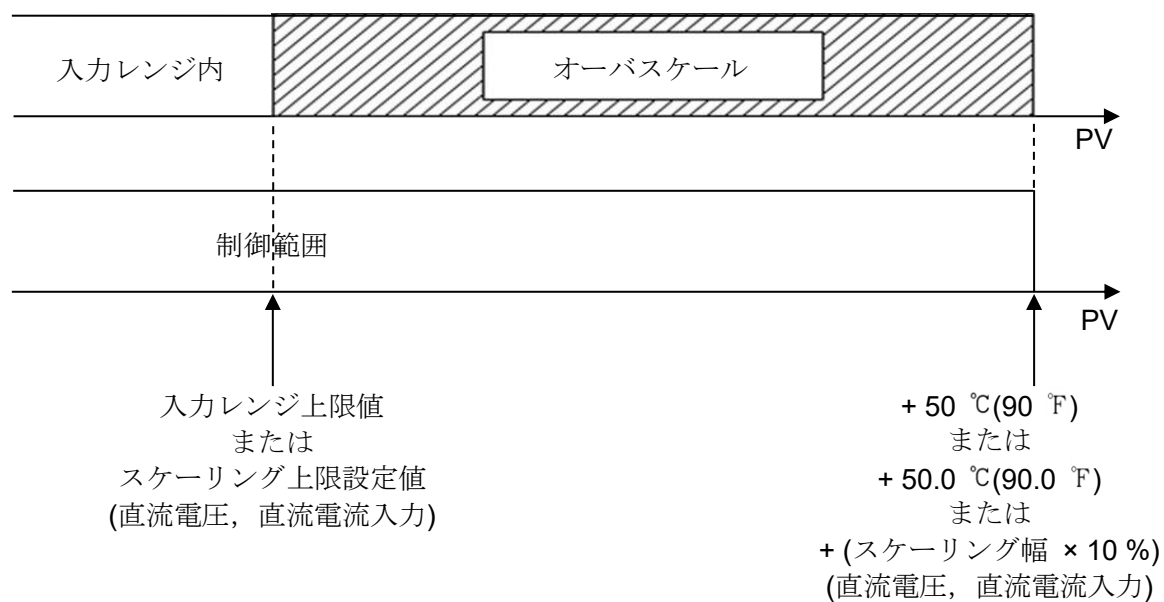 入力レンジ内
オーバスケール
PV
制御範囲
PV
入力レンジ上限値
または
スケーリング上限設定値
(直流電圧，直流電流入力)
+ 50 ℃(90 ℉)
または
+ 50.0 ℃(90.0 ℉)
または
+ (スケーリング幅 × 10 %)
(直流電圧，直流電流入力)